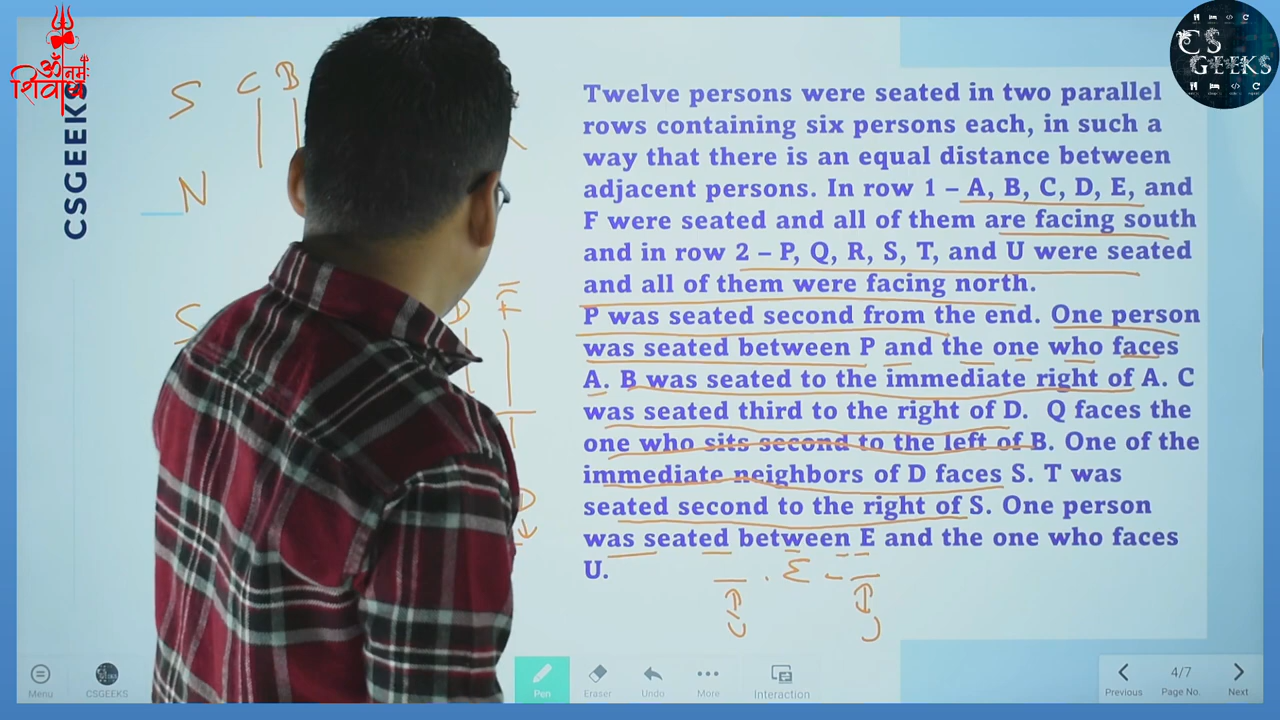 ॐ नमः
शिवाय
CS
GEEKS
CSGEEKS
S C B
N
S
D F
D
Twelve persons were seated in two parallel
rows containing six persons each, in such a
way that there is an equal distance between
adjacent persons. In row 1 – A, B, C, D, E, and
F were seated and all of them are facing south
and in row 2 – P, Q, R, S, T, and U were seated
and all of them were facing north.
P was seated second from the end. One person
was seated between P and the one who faces
A. B was seated to the immediate right of A. C
was seated third to the right of D. Q faces the
one who sits second to the left of B. One of the
immediate neighbors of D faces S. T was
seated second to the right of S. One person
was seated between E and the one who faces
U.
E
Menu
CSGEEKS
Pen
Eraser
Undo
More
Interaction
Previous
4/7
Page No.
Next